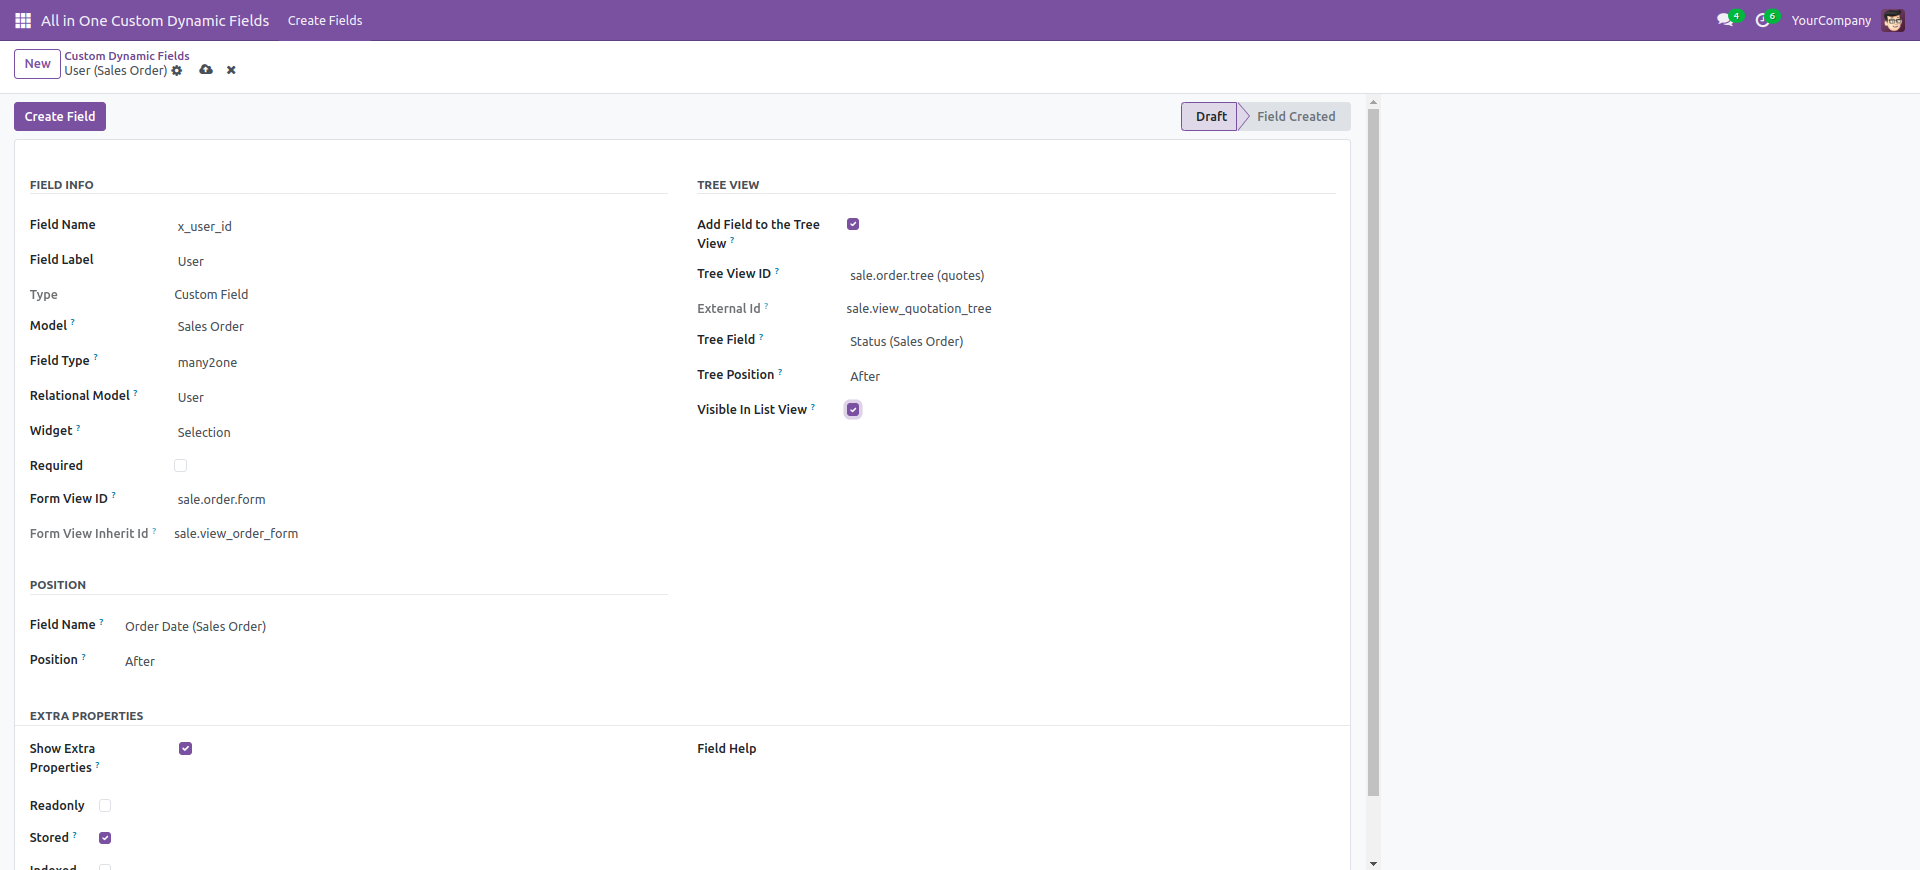 All in One Custom Dynamic Fields Create Fields 4 6 YourCompany
New Custom Dynamic Fields
User (Sales Order)
Create Field Draft Field Created
FIELD INFO
Field Name x_user_id
Field Label User
Type Custom Field
Model ? Sales Order
Field Type ? many2one
Relational Model ? User
Widget ? Selection
Required
Form View ID ? sale.order.form
Form View Inherit Id ? sale.view_order_form
TREE VIEW
Add Field to the Tree
View ?
Tree View ID ? sale.order.tree (quotes)
External Id ? sale.view_quotation_tree
Tree Field ? Status (Sales Order)
Tree Position ? After
Visible In List View ?
POSITION
Field Name ? Order Date (Sales Order)
Position ? After
EXTRA PROPERTIES
Show Extra
Properties ?
Field Help
Readonly
Stored ?
Indexed